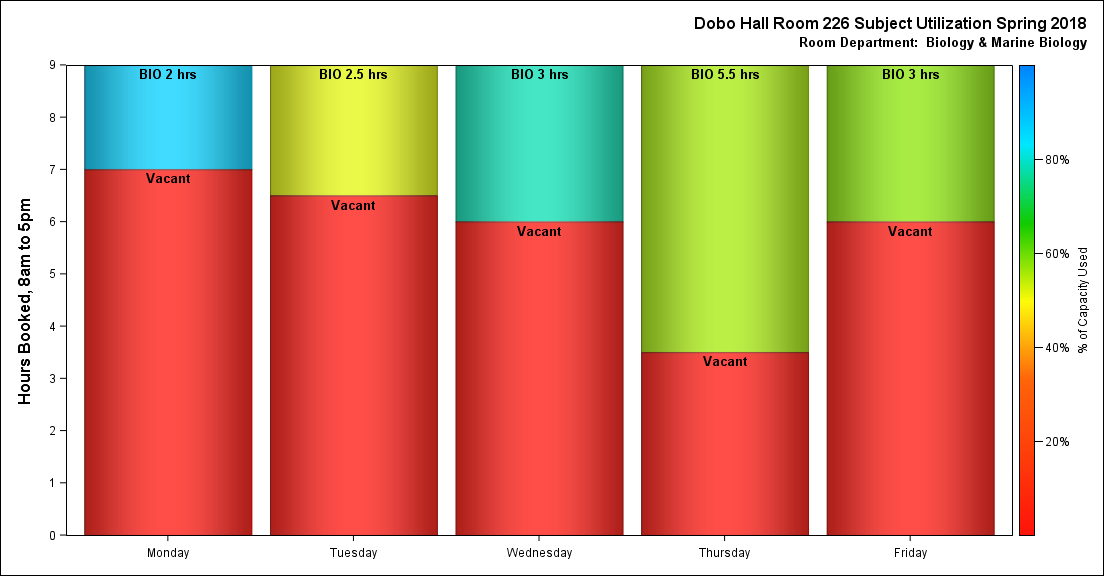 Dobo Hall Room 226 Subject Utilization Spring 2018
Room Department:  Biology & Marine Biology
Hours Booked, 8am to 5pm
9
8
7
6
5
4
3
2
1
0
BIO 2 hrs
Vacant
BIO 2.5 hrs
Vacant
BIO 3 hrs
Vacant
BIO 5.5 hrs
Vacant
BIO 3 hrs
Vacant
Monday
Tuesday
Wednesday
Thursday
Friday
80%
60%
40%
20%
% of Capacity Used